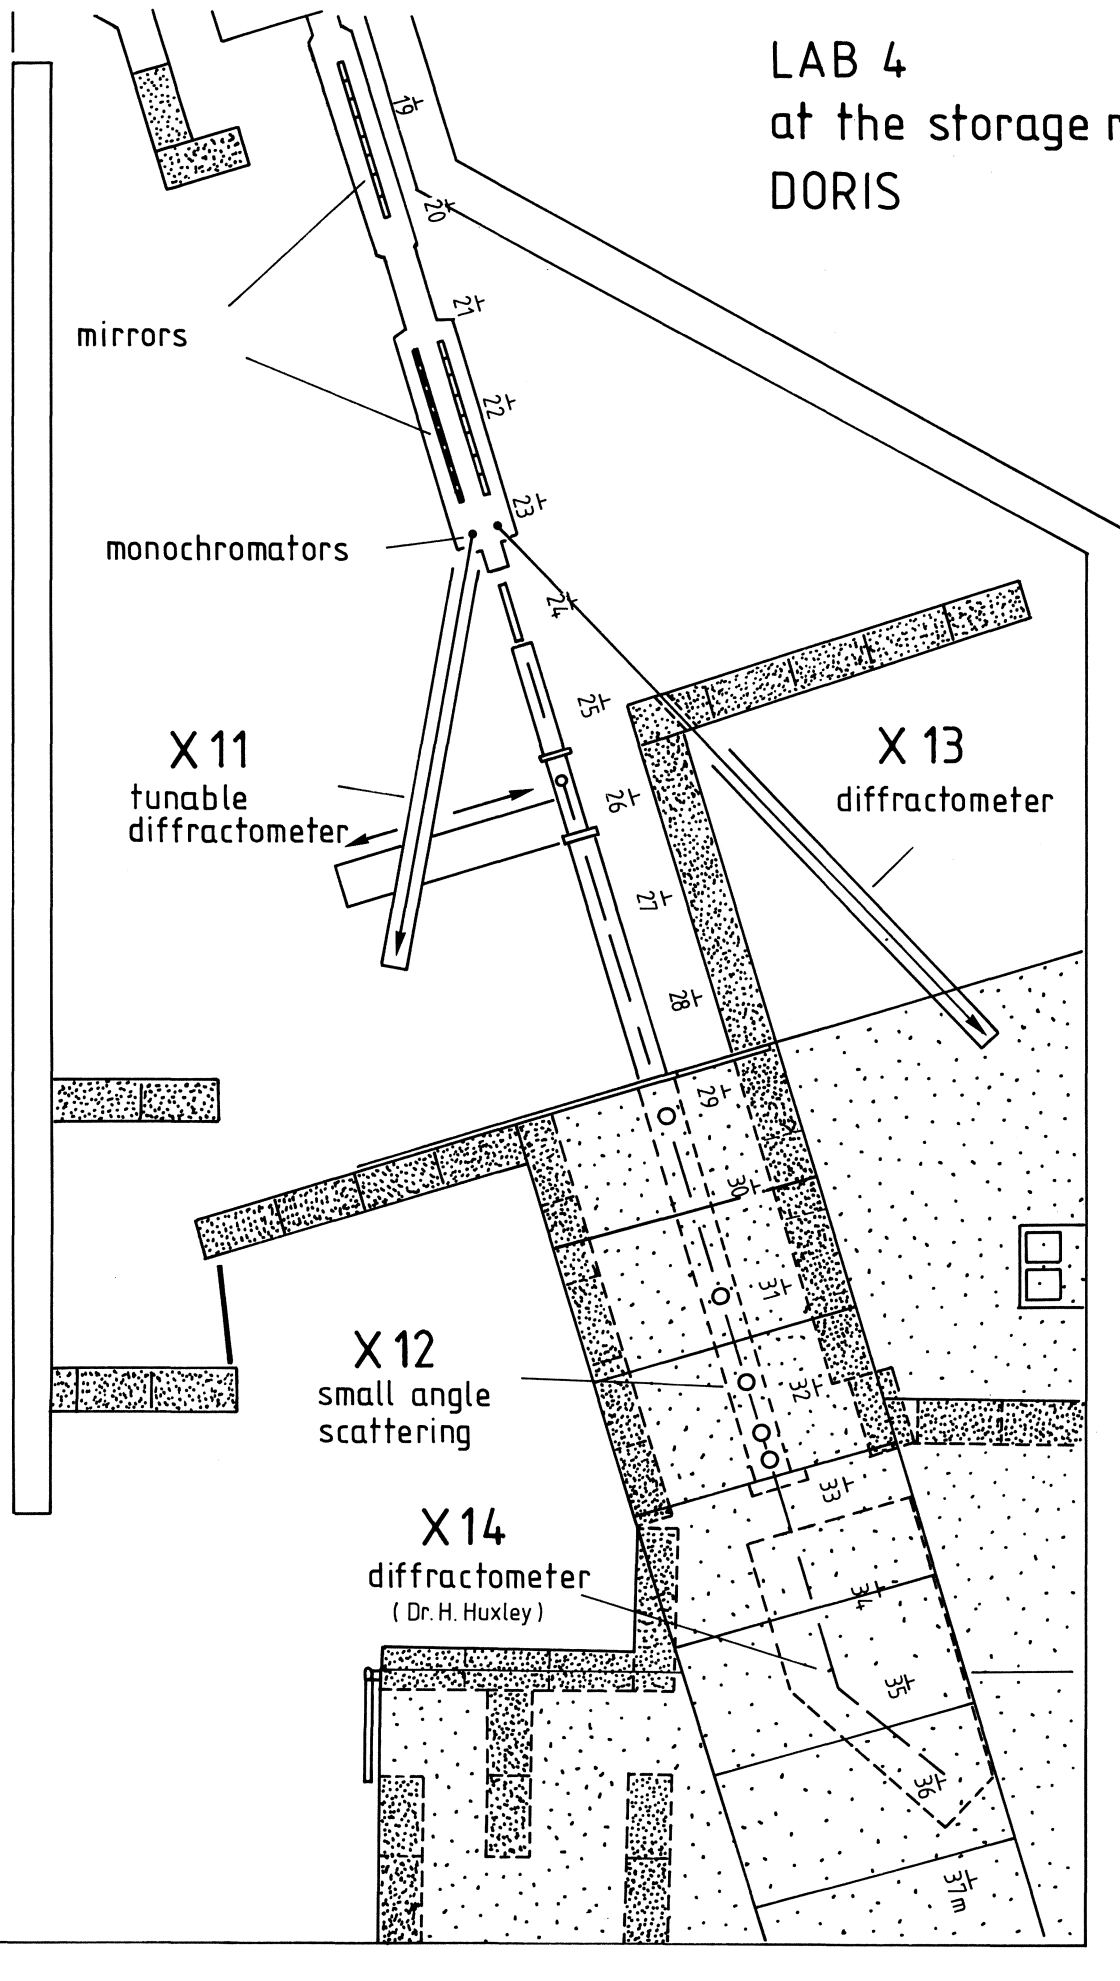 LAB 4
at the storage r
DORIS
19
20
21
mirrors
22
23
monochromators
24
25
X 11
tunable
diffractometer
X 13
diffractometer
26
27
28
29
30
31
X 12
small angle
scattering
32
33
X 14
diffractometer
( Dr. H. Huxley )
34
35
36
37m